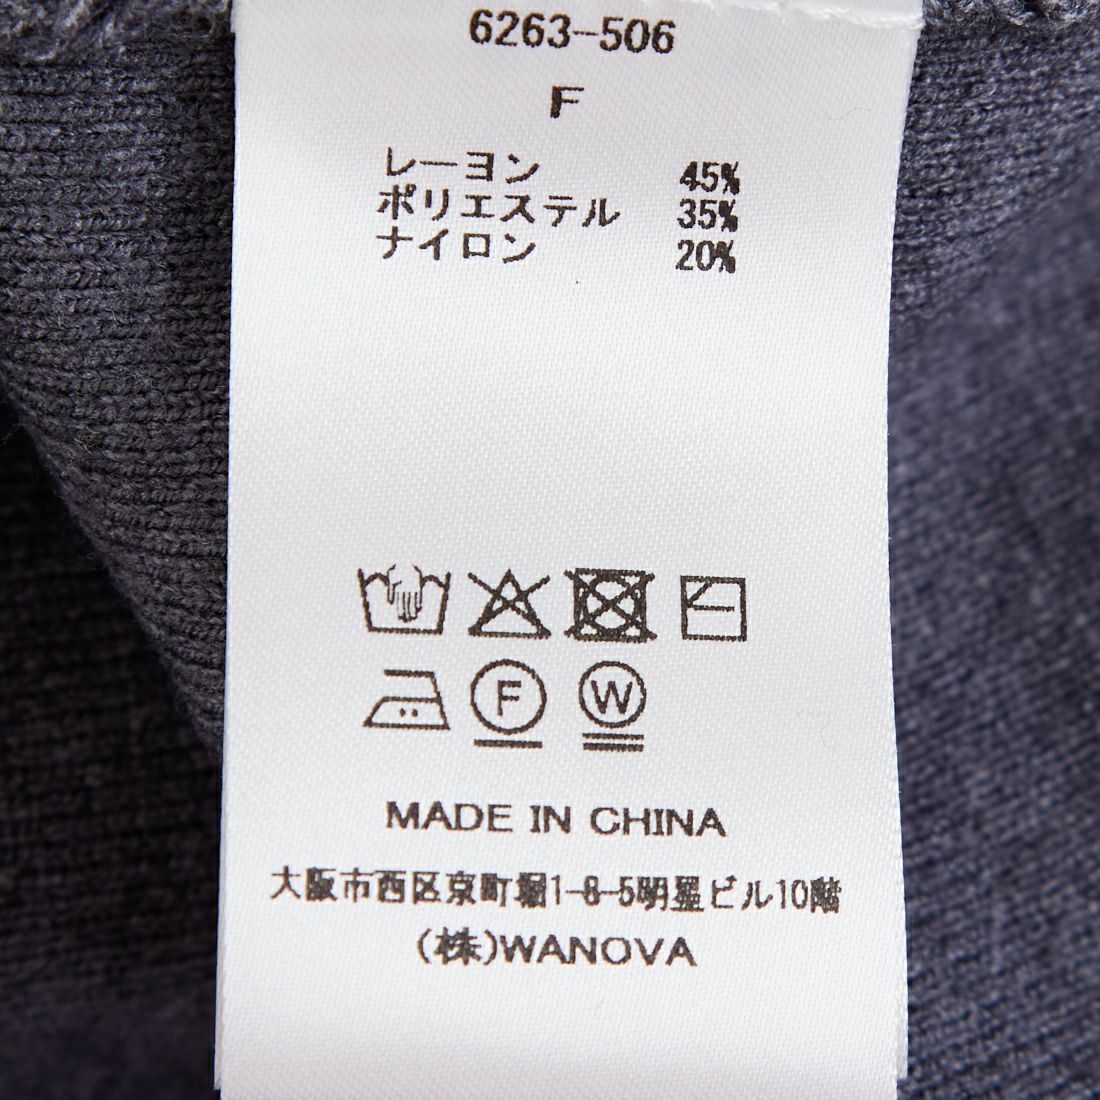 6263-506
F
レーヨン 45%
ポリエステル 35%
ナイロン 20%
F W
MADE IN CHINA
大阪市西区京町堀1-8-5明星ビル10階
(株)WANOVA